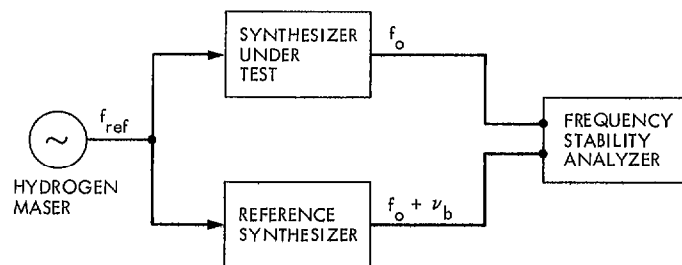 SYNTHESIZER
UNDER
TEST
f_o
f_ref
~
HYDROGEN
MASER
FREQUENCY
STABILITY
ANALYZER
REFERENCE
SYNTHESIZER
f_o + ν_b